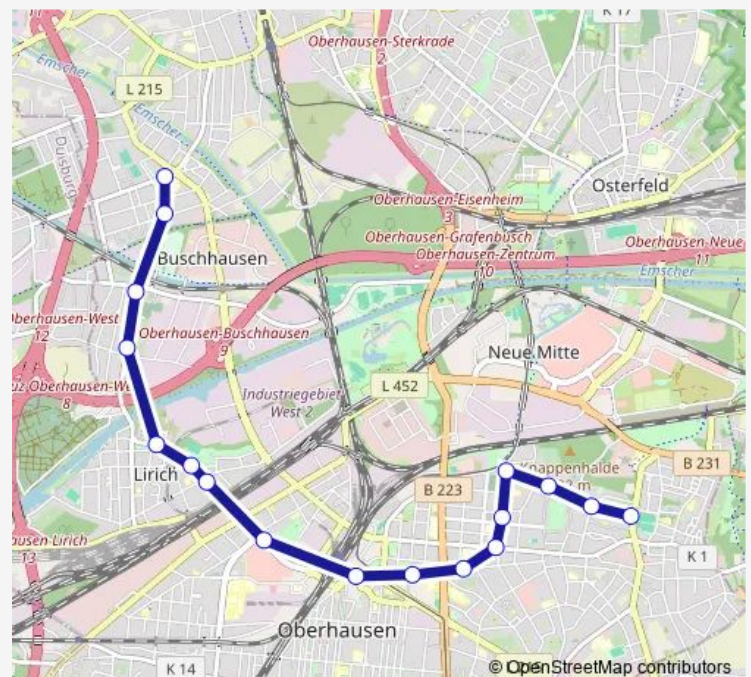 K 17
Oberhausen-Sterkrade
2
Emscher
L 215
Emscher
Duisburg
Osterfeld
Oberhausen-Eisenheim
3
Oberhausen-Grafenbusch
Oberhausen-Neue
11
Buschhausen
Oberhausen-Zentrum
10
Emscher
Oberhausen-West
12
Oberhausen-Buschhausen
9
Neue Mitte
L 452
8
Industriegebiet
West 2
Lirich
Knappenhalde
B 231
B 223
13
K 1
Oberhausen
K 14
© OpenStreetMap contributors